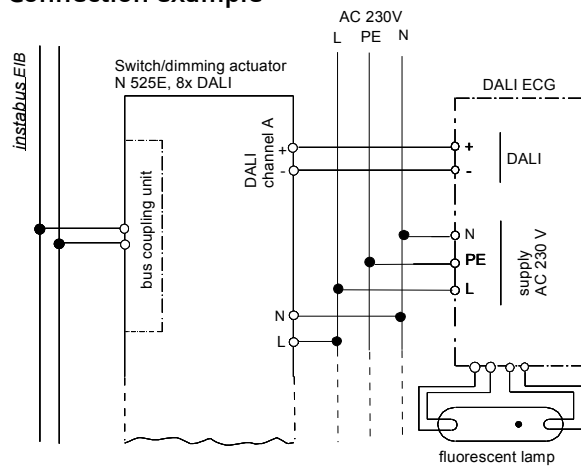 Connection example
AC 230V
L PE N
instabus EIB
Switch/dimming actuator
N 525E, 8x DALI
DALI ECG
bus coupling unit
DALI
channel A
+
-
+
-
DALI
N
PE
L
supply
AC 230 V
N
L
fluorescent lamp